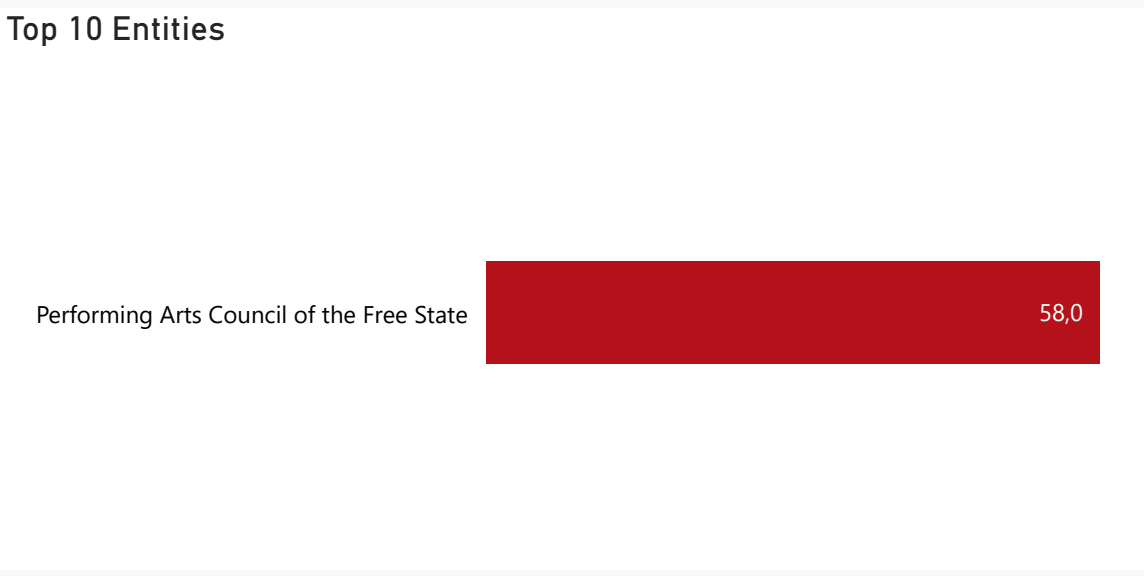 Top 10 Entities
Performing Arts Council of the Free State
58,0